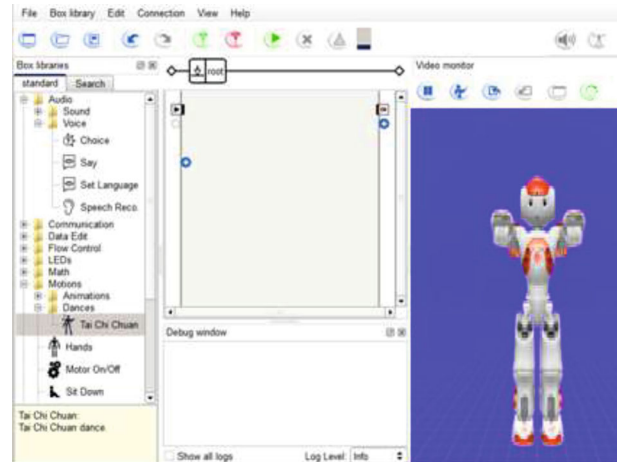 File Box library Edit Connection View Help
Box libraries
root
Video monitor
standard Search
Audio
Sound
Voice
Choice
Say
Set Language
Speech Reco.
Communication
Data Edit
Flow Control
LEDs
Math
Motions
Animations
Dances
Tai Chi Chuan
Hands
Motor On/Off
Sit Down
Debug window
Tai Chi Chuan:
Tai Chi Chuan dance.
Show all logs Log Level: Info